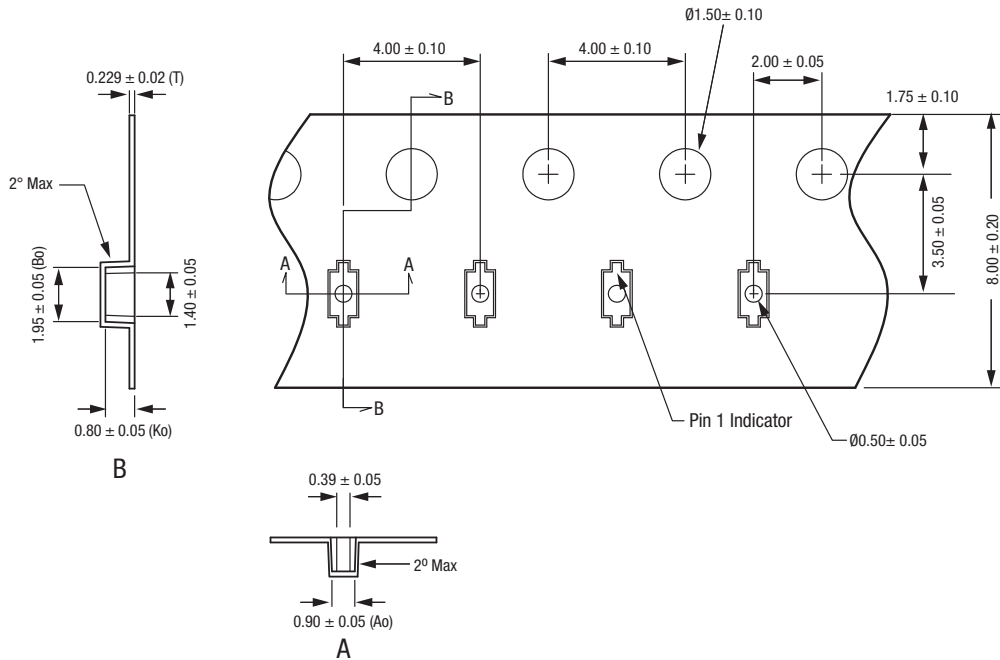 Ø1.50± 0.10
4.00 ± 0.10
4.00 ± 0.10
2.00 ± 0.05
0.229 ± 0.02 (T)
1.75 ± 0.10
B
2° Max
A
A
1.95 ± 0.05 (Bo)
1.40 ± 0.05
3.50 ± 0.05
8.00 ± 0.20
B
Pin 1 Indicator
0.80 ± 0.05 (Ko)
Ø0.50± 0.05
B
0.39 ± 0.05
2º Max
0.90 ± 0.05 (Ao)
A